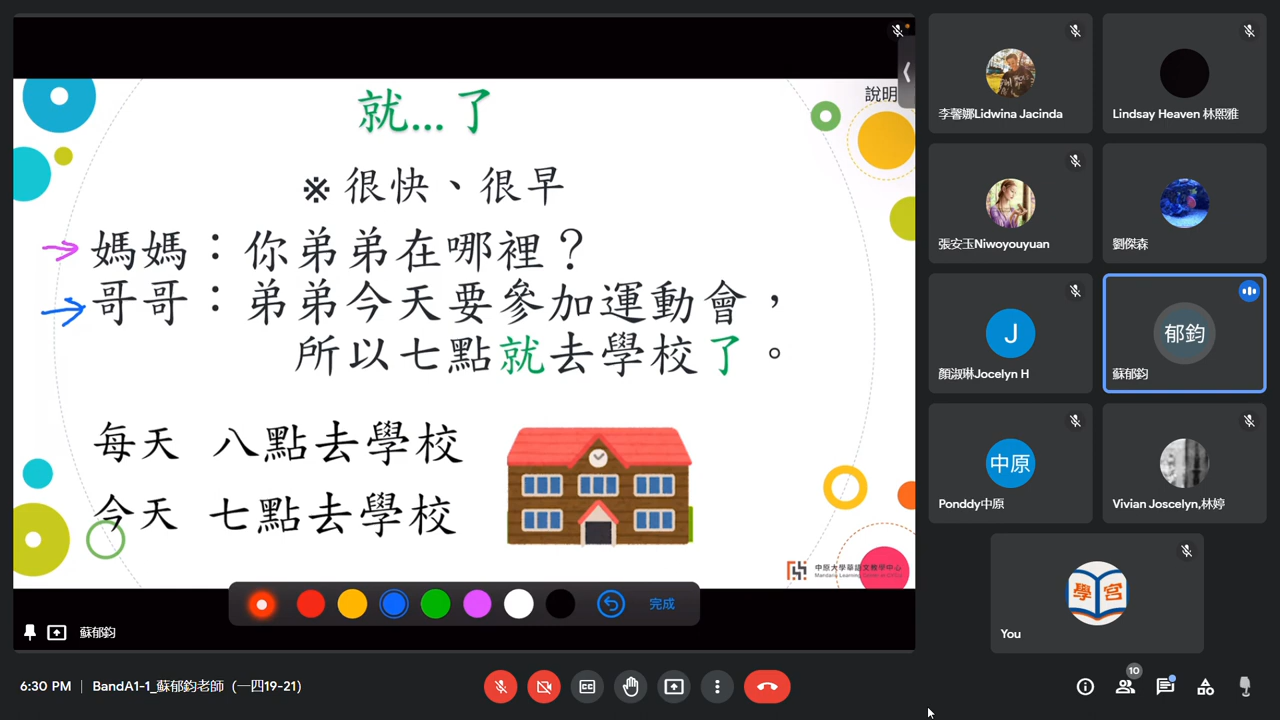 說明
就...了
※ 很快、很早
媽媽：你弟弟在哪裡？
哥哥：弟弟今天要參加運動會，
所以七點就去學校了。
每天 八點去學校
今天 七點去學校
中原大學華語文教學中心
Mandarin Learning Center at CYCU
完成
蘇郁鈞
李馨娜Lidwina Jacinda
Lindsay Heaven 林熙雅
張安玉Niwoyouyuan
劉傑森
J
顏淑琳Jocelyn H
郁鈞
蘇郁鈞
中原
Ponddy中原
Vivian Joscelyn,林婷
學宮
You
6:30 PM | BandA1-1_蘇郁鈞老師（一四19-21）
10